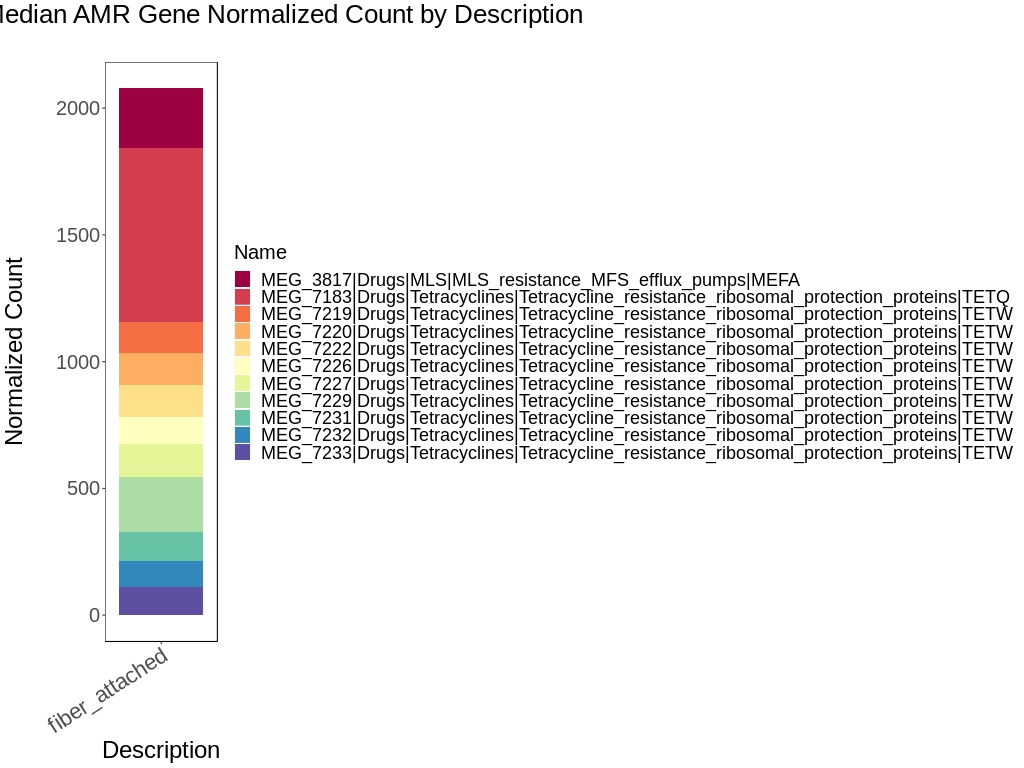 Median AMR Gene Normalized Count by Description
Normalized Count
2000
1500
1000
500
0
fiber_attached
Description
Name
MEG_3817|Drugs|MLS|MLS_resistance_MFS_efflux_pumps|MEFA
MEG_7183|Drugs|Tetracyclines|Tetracycline_resistance_ribosomal_protection_proteins|TETQ
MEG_7219|Drugs|Tetracyclines|Tetracycline_resistance_ribosomal_protection_proteins|TETW
MEG_7220|Drugs|Tetracyclines|Tetracycline_resistance_ribosomal_protection_proteins|TETW
MEG_7222|Drugs|Tetracyclines|Tetracycline_resistance_ribosomal_protection_proteins|TETW
MEG_7226|Drugs|Tetracyclines|Tetracycline_resistance_ribosomal_protection_proteins|TETW
MEG_7227|Drugs|Tetracyclines|Tetracycline_resistance_ribosomal_protection_proteins|TETW
MEG_7229|Drugs|Tetracyclines|Tetracycline_resistance_ribosomal_protection_proteins|TETW
MEG_7231|Drugs|Tetracyclines|Tetracycline_resistance_ribosomal_protection_proteins|TETW
MEG_7232|Drugs|Tetracyclines|Tetracycline_resistance_ribosomal_protection_proteins|TETW
MEG_7233|Drugs|Tetracyclines|Tetracycline_resistance_ribosomal_protection_proteins|TETW